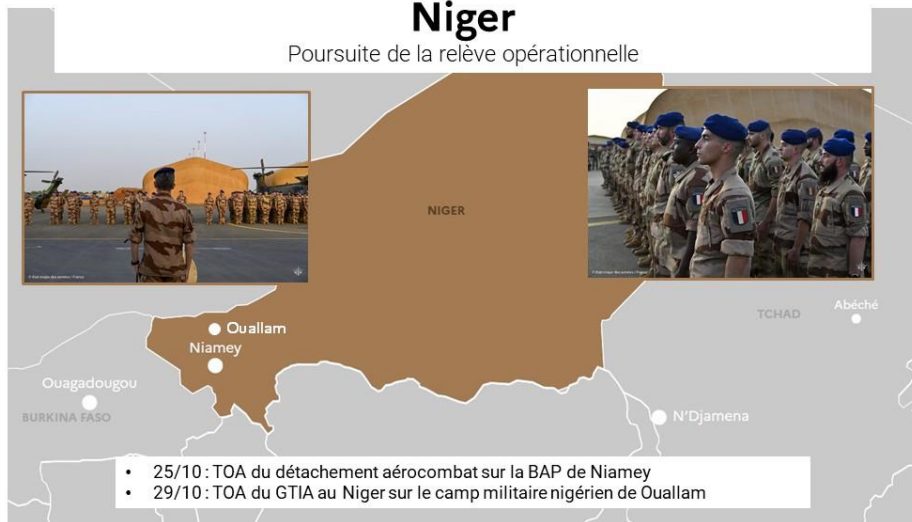 Niger
Poursuite de la relève opérationnelle
NIGER
TCHAD
Abéché
Ouallam
Niamey
Ouagadougou
BURKINA FASO
N'Djamena
• 25/10 : TOA du détachement aérocombat sur la BAP de Niamey
• 29/10 : TOA du GTIA au Niger sur le camp militaire nigérien de Ouallam